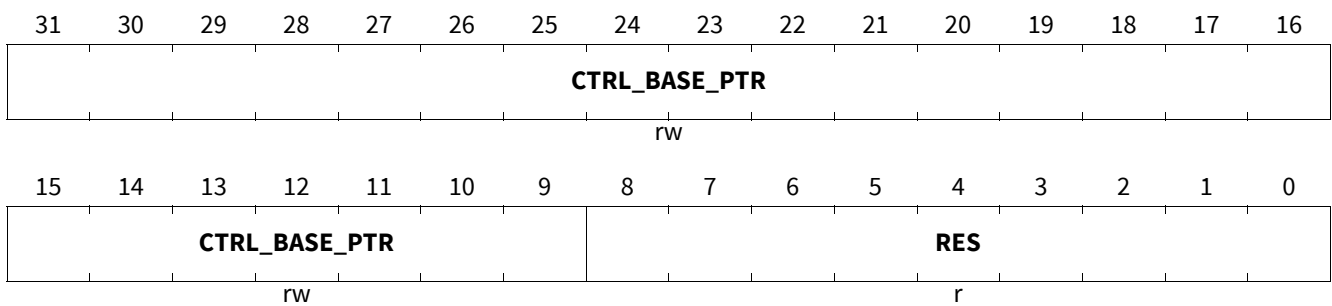 31 30 29 28 27 26 25 24 23 22 21 20 19 18 17 16
CTRL_BASE_PTR
rw
15 14 13 12 11 10 9 8 7 6 5 4 3 2 1 0
CTRL_BASE_PTR RES
rw r